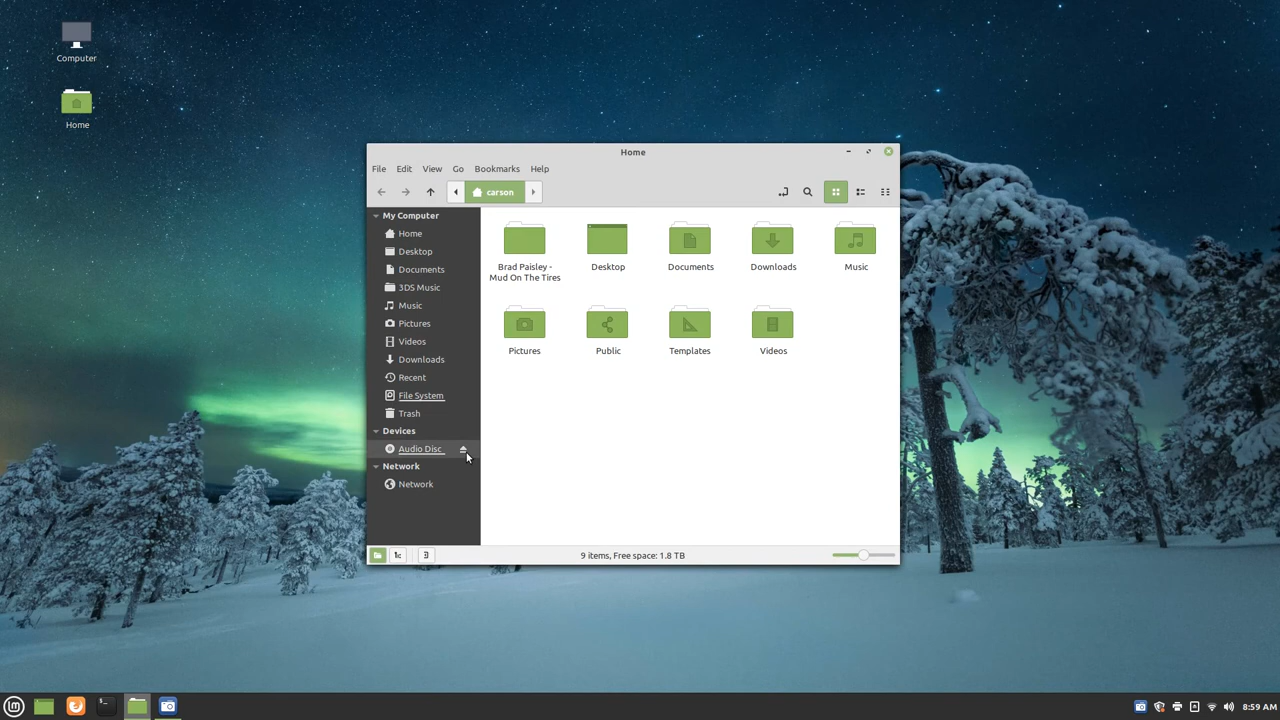 Computer
Home
Home
File Edit View Go Bookmarks Help
carson
My Computer
Home
Desktop
Documents
3DS Music
Music
Pictures
Videos
Downloads
Recent
File System
Trash
Devices
Audio Disc
Network
Network
Brad Paisley -
Mud On The Tires
Desktop
Documents
Downloads
Music
Pictures
Public
Templates
Videos
9 items, Free space: 1.8 TB
8:59 AM